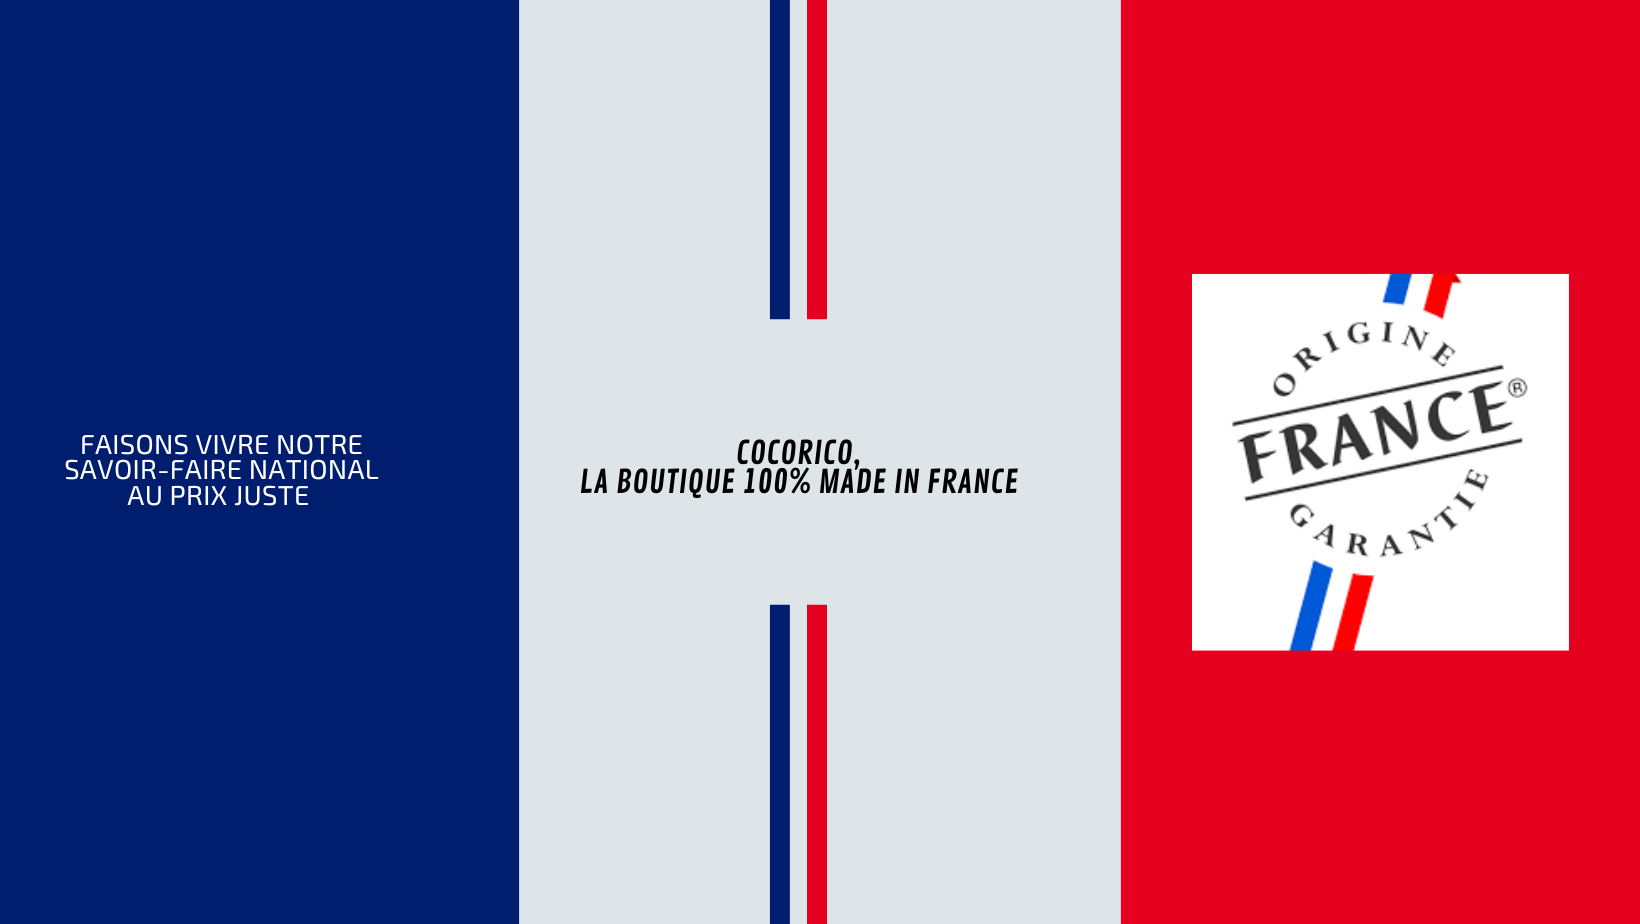 FAISONS VIVRE NOTRE
SAVOIR-FAIRE NATIONAL
AU PRIX JUSTE
COCORICO,
LA BOUTIQUE 100% MADE IN FRANCE
ORIGINE
FRANCE®
GARANTIE